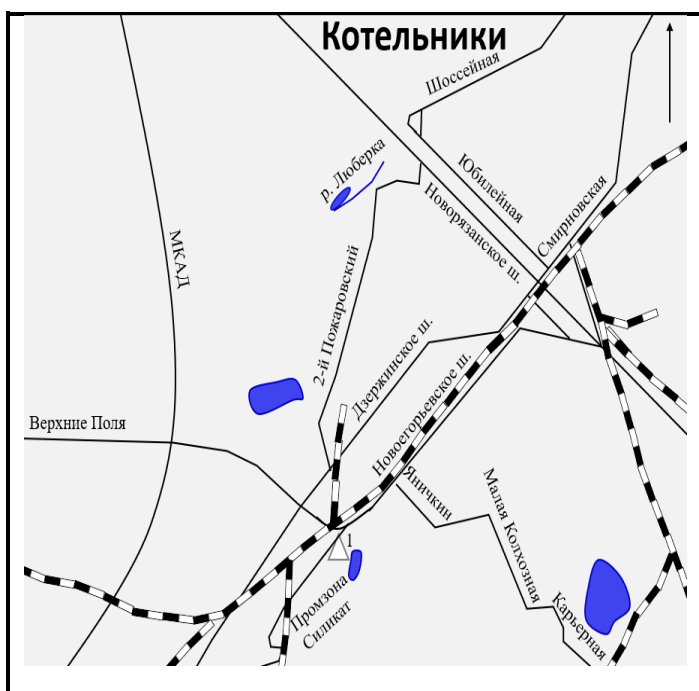 Котельники
Шоссейная
р. Люберка
Юбилейная
Новорязанское ш.
Смирновская
МКАД
2-й Пожаровский
Дзержинское ш.
Новоегорьевское ш.
Верхние Поля
Яничкин
Малая Колхозная
1
Промзона
Силикат
Карьерная